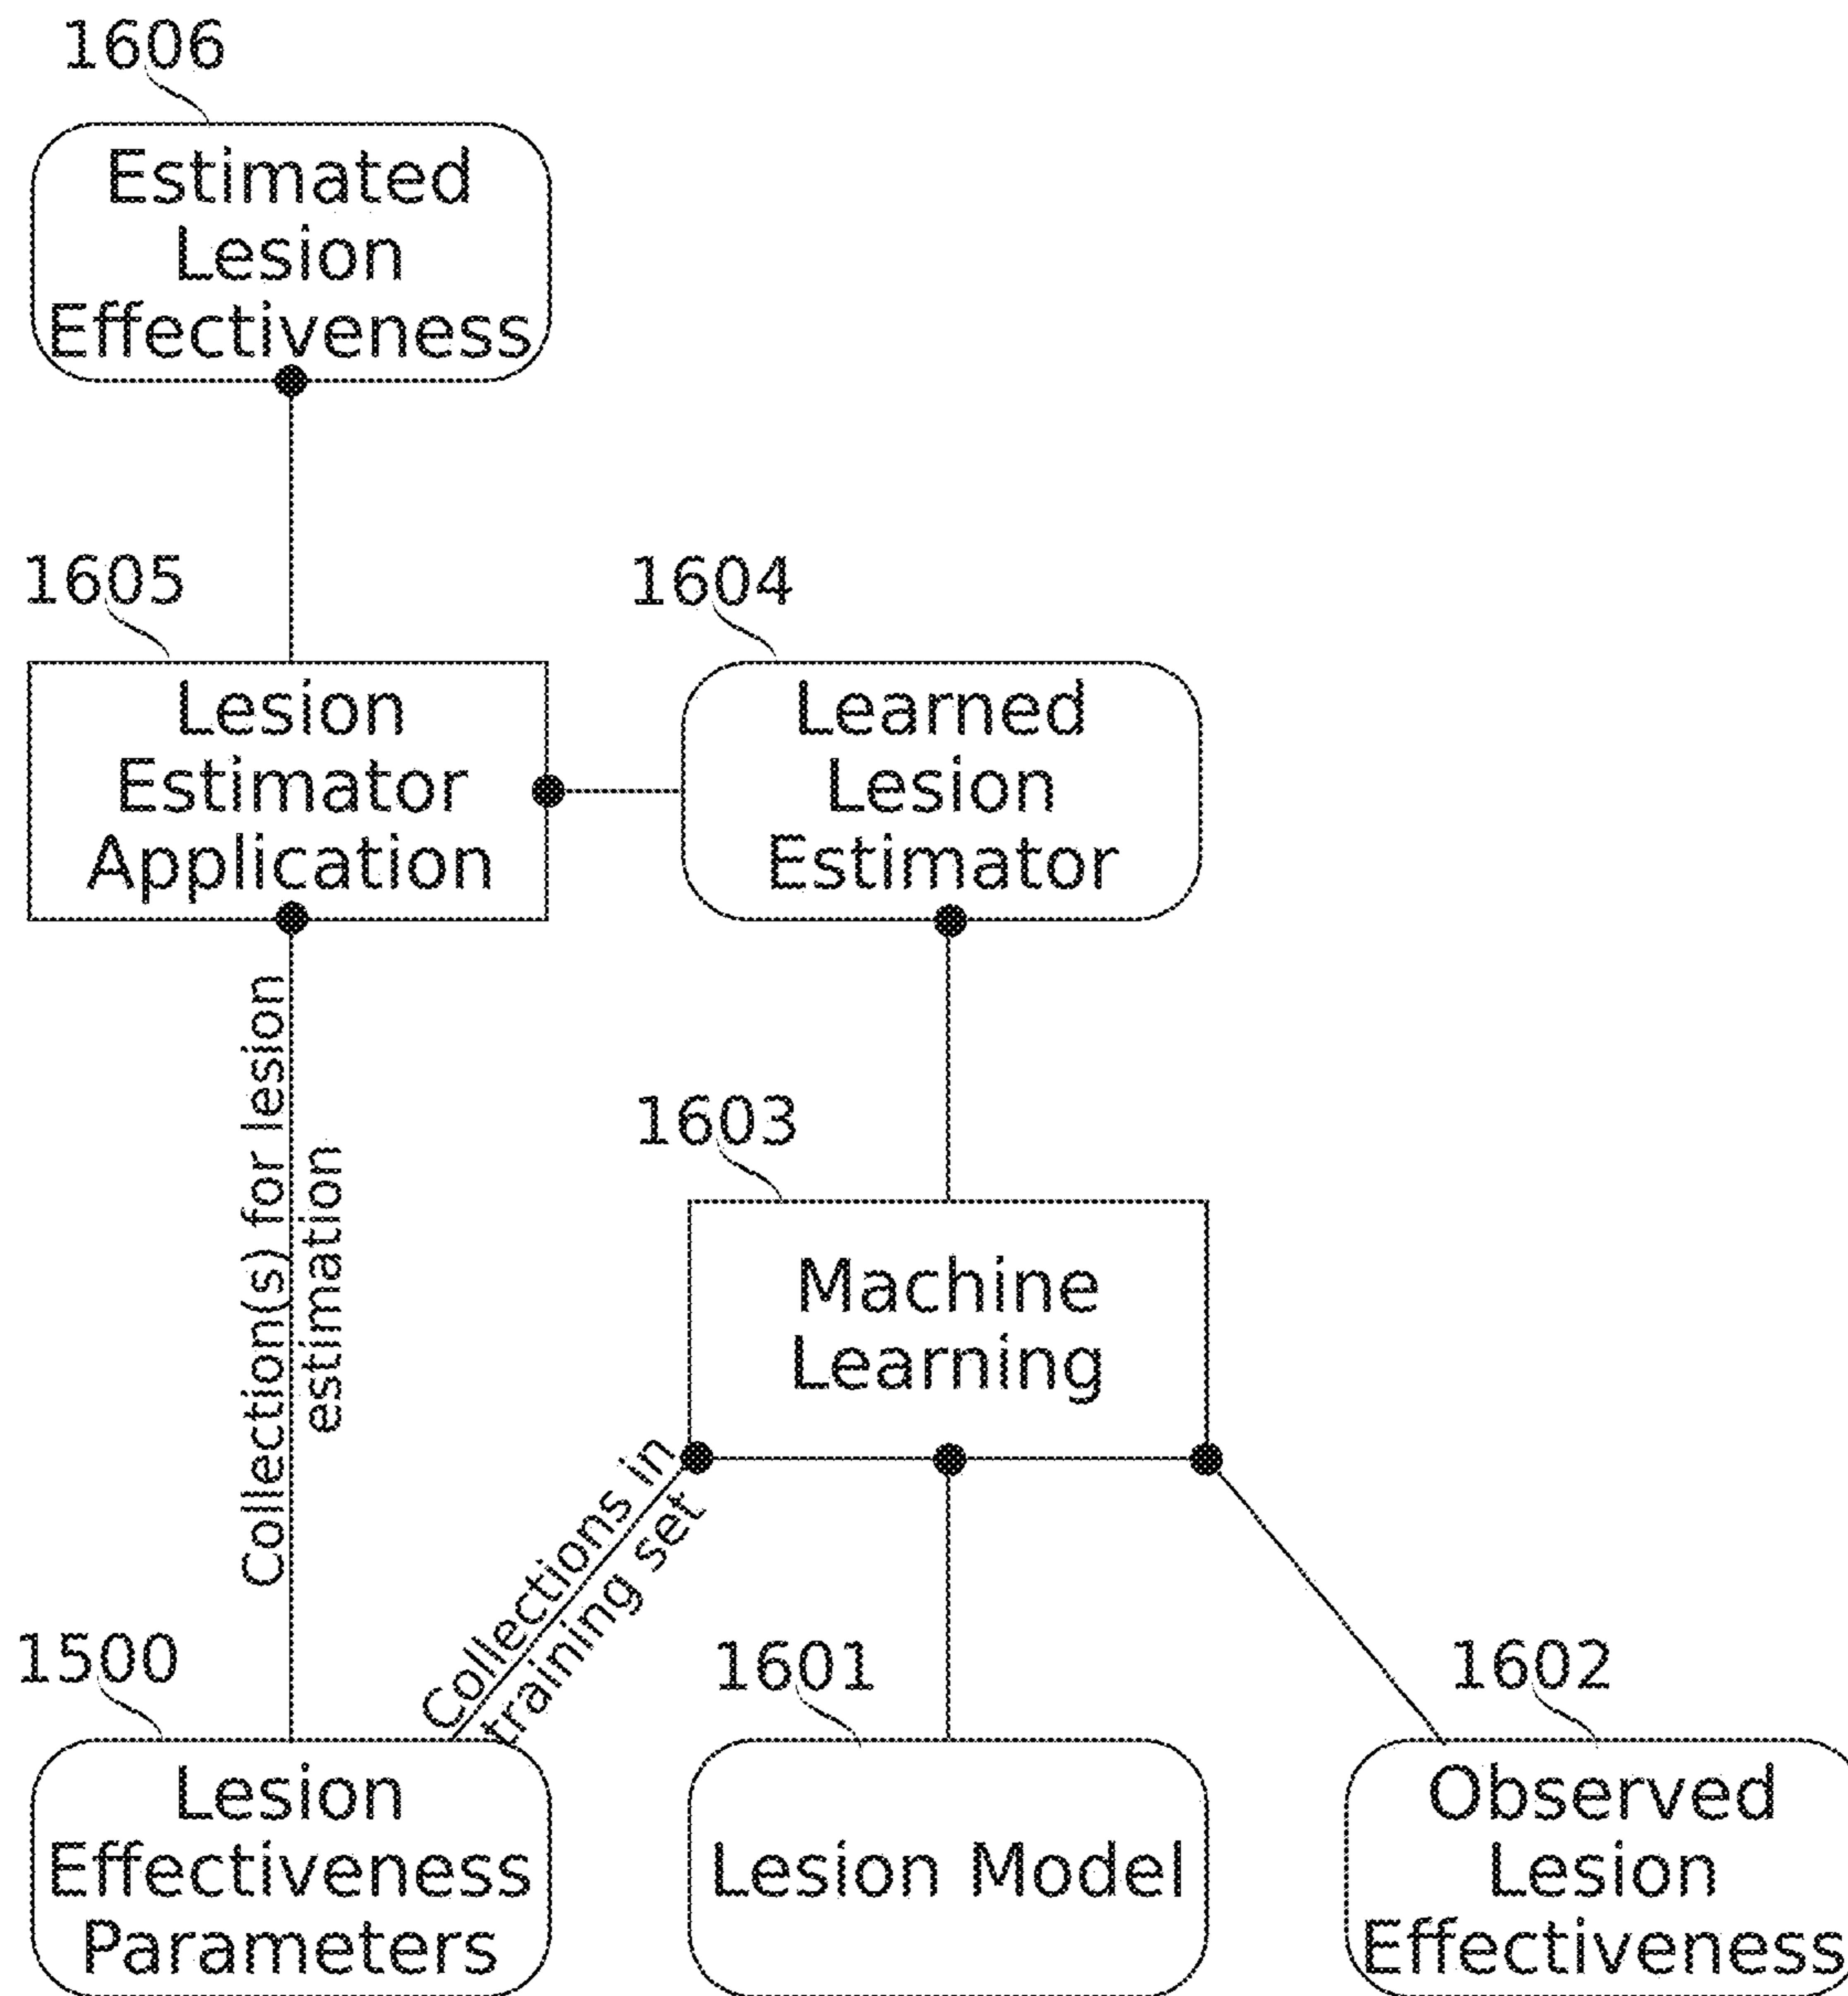 1606
Estimated
Lesion
Effectiveness
1605
Lesion
Estimator
Application
1604
Learned
Lesion
Estimator
Collection(s) for lesion
estimation
1603
Machine
Learning
Collections in
training set
1500
Lesion
Effectiveness
Parameters
1601
Lesion Model
1602
Observed
Lesion
Effectiveness